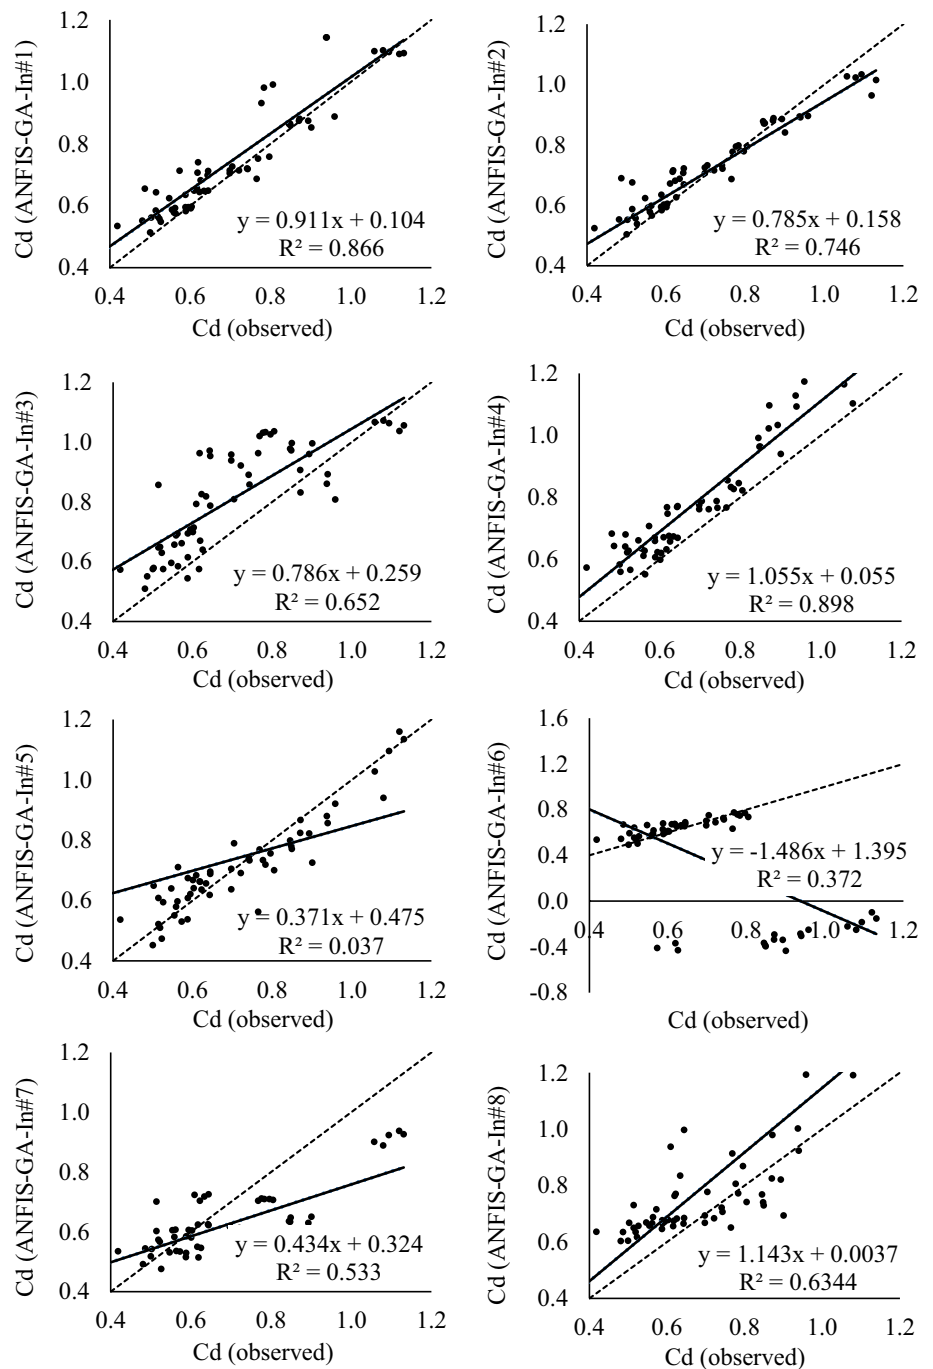 Cd (ANFIS-GA-In#1)
1.2
1.0
0.8
0.6
0.4
y = 0.911x + 0.104
R² = 0.866
0.4 0.6 0.8 1.0 1.2
Cd (observed)
Cd (ANFIS-GA-In#2)
1.2
1.0
0.8
0.6
0.4
y = 0.785x + 0.158
R² = 0.746
0.4 0.6 0.8 1.0 1.2
Cd (observed)
Cd (ANFIS-GA-In#3)
1.2
1.0
0.8
0.6
0.4
y = 0.786x + 0.259
R² = 0.652
0.4 0.6 0.8 1.0 1.2
Cd (observed)
Cd (ANFIS-GA-In#4)
1.2
1.0
0.8
0.6
0.4
y = 1.055x + 0.055
R² = 0.898
0.4 0.6 0.8 1.0 1.2
Cd (observed)
Cd (ANFIS-GA-In#5)
1.2
1.0
0.8
0.6
0.4
y = 0.371x + 0.475
R² = 0.037
0.4 0.6 0.8 1.0 1.2
Cd (observed)
Cd (ANFIS-GA-In#6)
1.6
1.2
0.8
0.4
0.0
-0.4
-0.8
y = -1.486x + 1.395
R² = 0.372
0.4 0.6 0.8 1.0 1.2
Cd (observed)
Cd (ANFIS-GA-In#7)
1.2
1.0
0.8
0.6
0.4
y = 0.434x + 0.324
R² = 0.533
0.4 0.6 0.8 1.0 1.2
Cd (observed)
Cd (ANFIS-GA-In#8)
1.2
1.0
0.8
0.6
0.4
y = 1.143x + 0.0037
R² = 0.6344
0.4 0.6 0.8 1.0 1.2
Cd (observed)